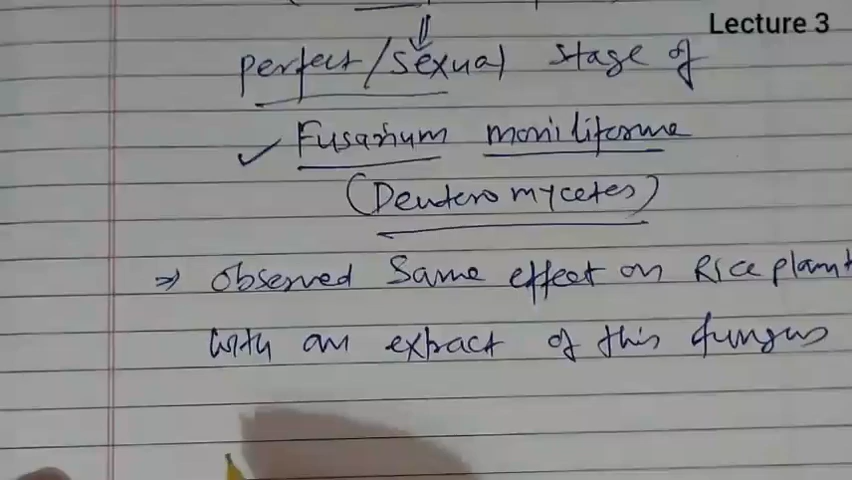 Lecture 3
perfect/sexual stage of
Fusarium moniliforme
(Deuteromycetes)
⇒ Observed Same effect on Rice plant
with an extract of this fungus